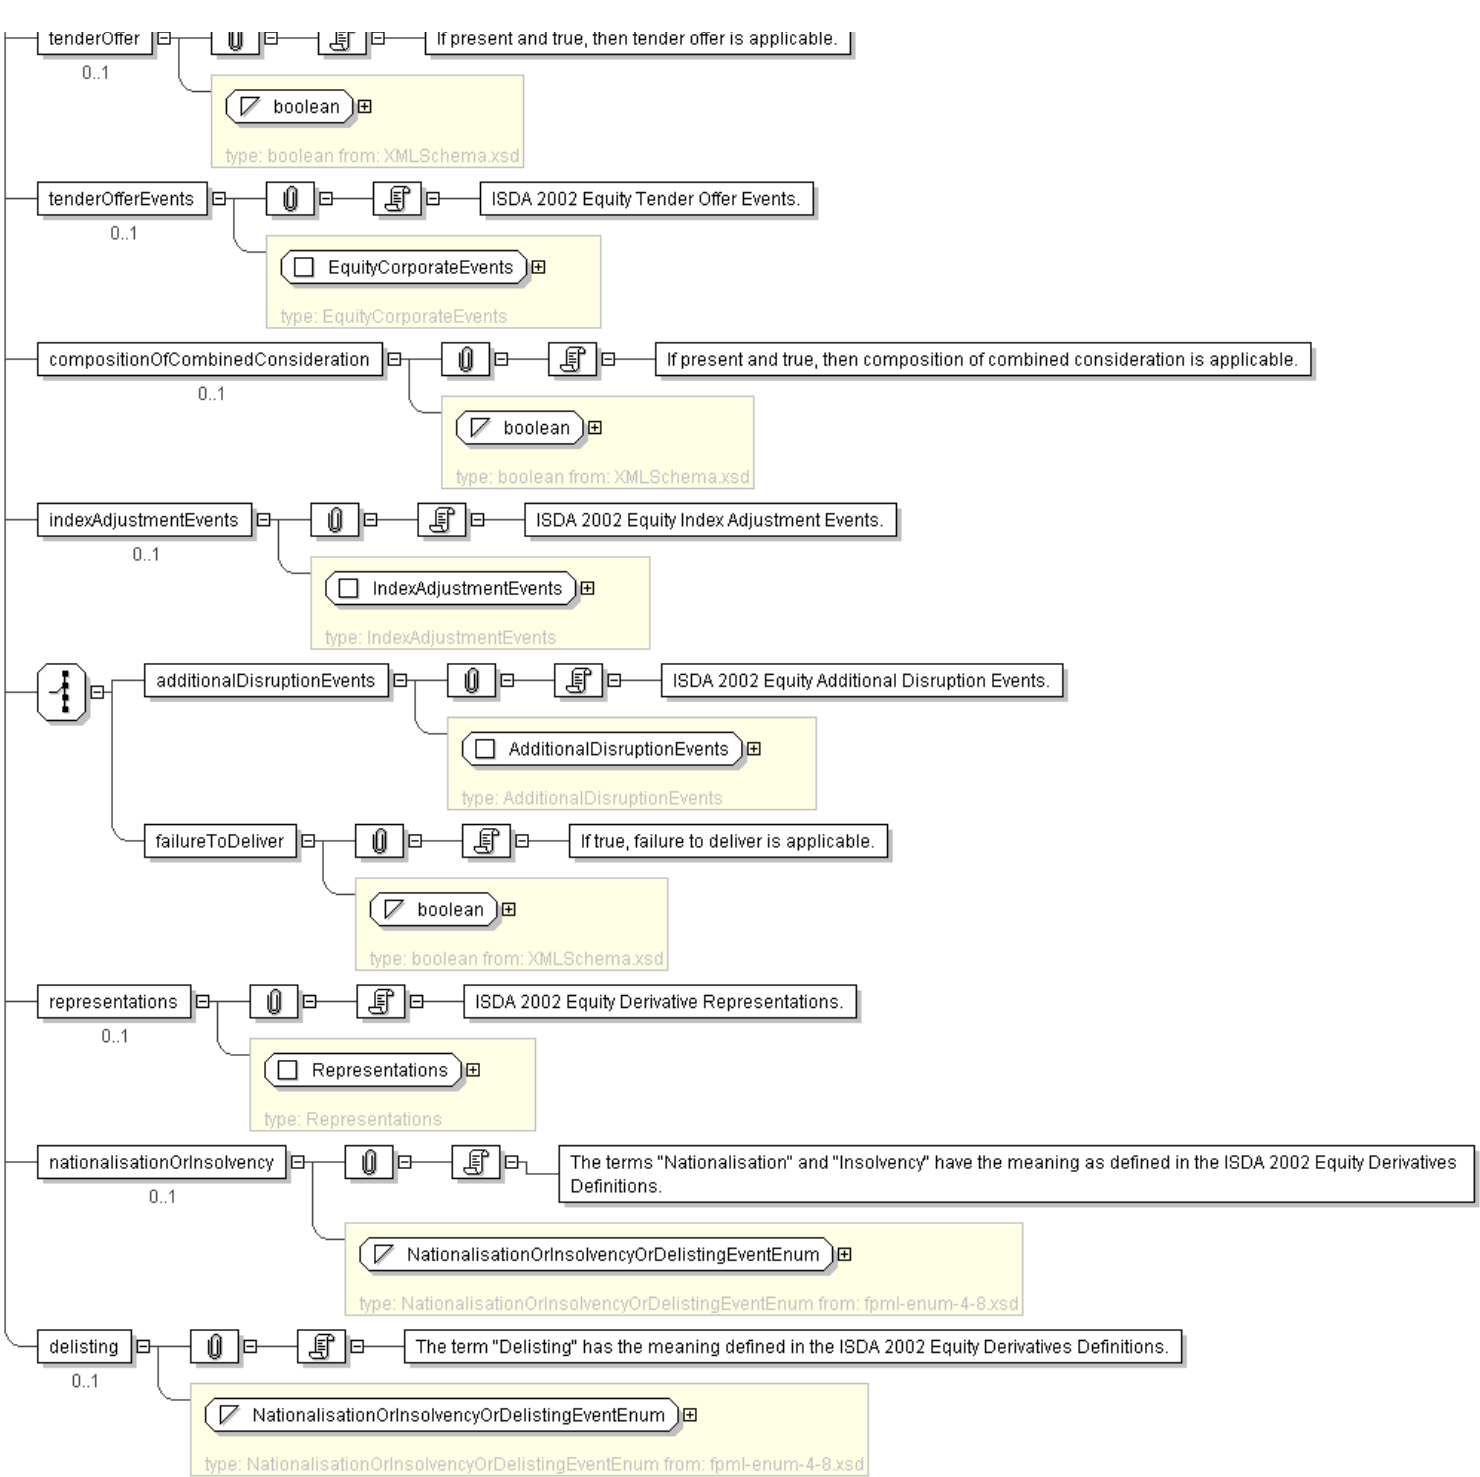 tenderOffer If present and true, then tender offer is applicable.
0..1
boolean
type: boolean from: XMLSchema.xsd
tenderOfferEvents ISDA 2002 Equity Tender Offer Events.
0..1
EquityCorporateEvents
type: EquityCorporateEvents
compositionOfCombinedConsideration If present and true, then composition of combined consideration is applicable.
0..1
boolean
type: boolean from: XMLSchema.xsd
indexAdjustmentEvents ISDA 2002 Equity Index Adjustment Events.
0..1
IndexAdjustmentEvents
type: IndexAdjustmentEvents
additionalDisruptionEvents ISDA 2002 Equity Additional Disruption Events.
AdditionalDisruptionEvents
type: AdditionalDisruptionEvents
failureToDeliver If true, failure to deliver is applicable.
boolean
type: boolean from: XMLSchema.xsd
representations ISDA 2002 Equity Derivative Representations.
0..1
Representations
type: Representations
nationalisationOrInsolvency The terms "Nationalisation" and "Insolvency" have the meaning as defined in the ISDA 2002 Equity Derivatives
Definitions.
0..1
NationalisationOrInsolvencyOrDelistingEventEnum
type: NationalisationOrInsolvencyOrDelistingEventEnum from: fpml-enum-4-8.xsd
delisting The term "Delisting" has the meaning defined in the ISDA 2002 Equity Derivatives Definitions.
0..1
NationalisationOrInsolvencyOrDelistingEventEnum
type: NationalisationOrInsolvencyOrDelistingEventEnum from: fpml-enum-4-8.xsd